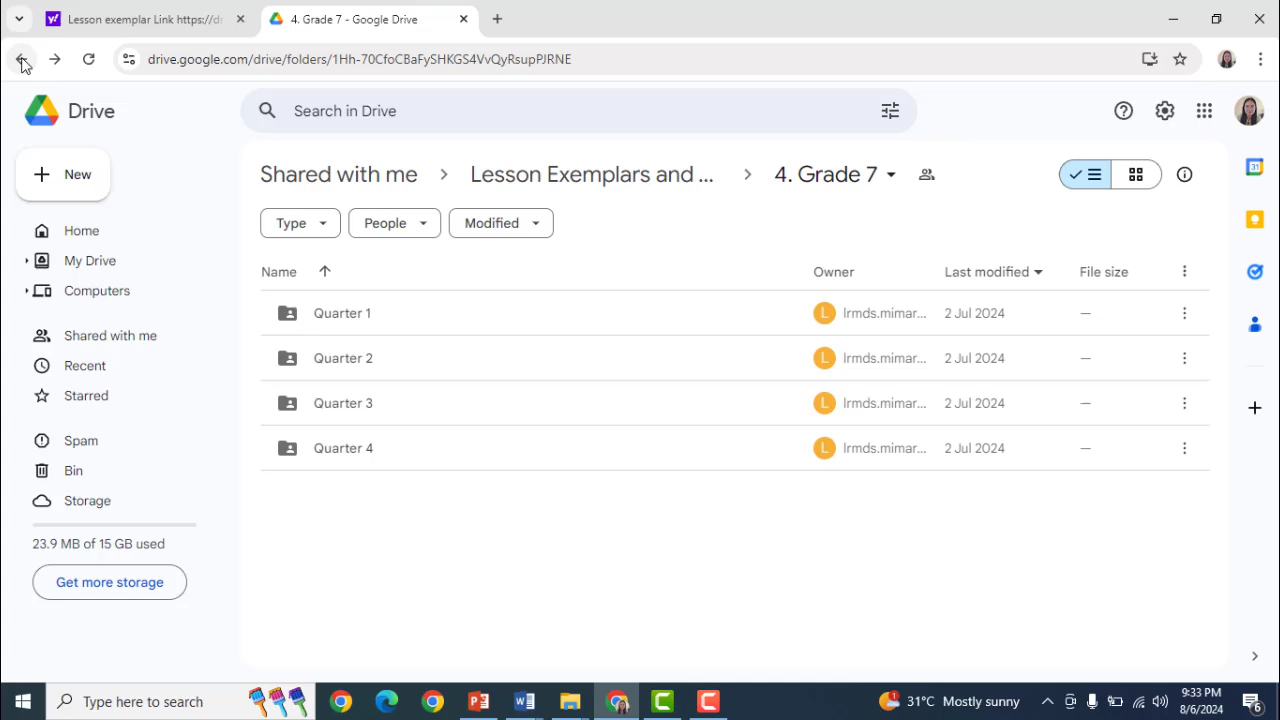 Lesson exemplar Link https://d
4. Grade 7 - Google Drive
drive.google.com/drive/folders/1Hh-70CfoCBaFySHKGS4VvQyRsupPJRNE
Drive
Search in Drive
New
Shared with me
Lesson Exemplars and ...
4. Grade 7
Type
People
Modified
Home
My Drive
Computers
Shared with me
Recent
Starred
Spam
Bin
Storage
23.9 MB of 15 GB used
Get more storage
Name Owner Last modified File size
Quarter 1 L lrmds.mimar... 2 Jul 2024 —
Quarter 2 L lrmds.mimar... 2 Jul 2024 —
Quarter 3 L lrmds.mimar... 2 Jul 2024 —
Quarter 4 L lrmds.mimar... 2 Jul 2024 —
31
Type here to search
P
W
C
C
1
31°C Mostly sunny
9:33 PM
8/6/2024
6